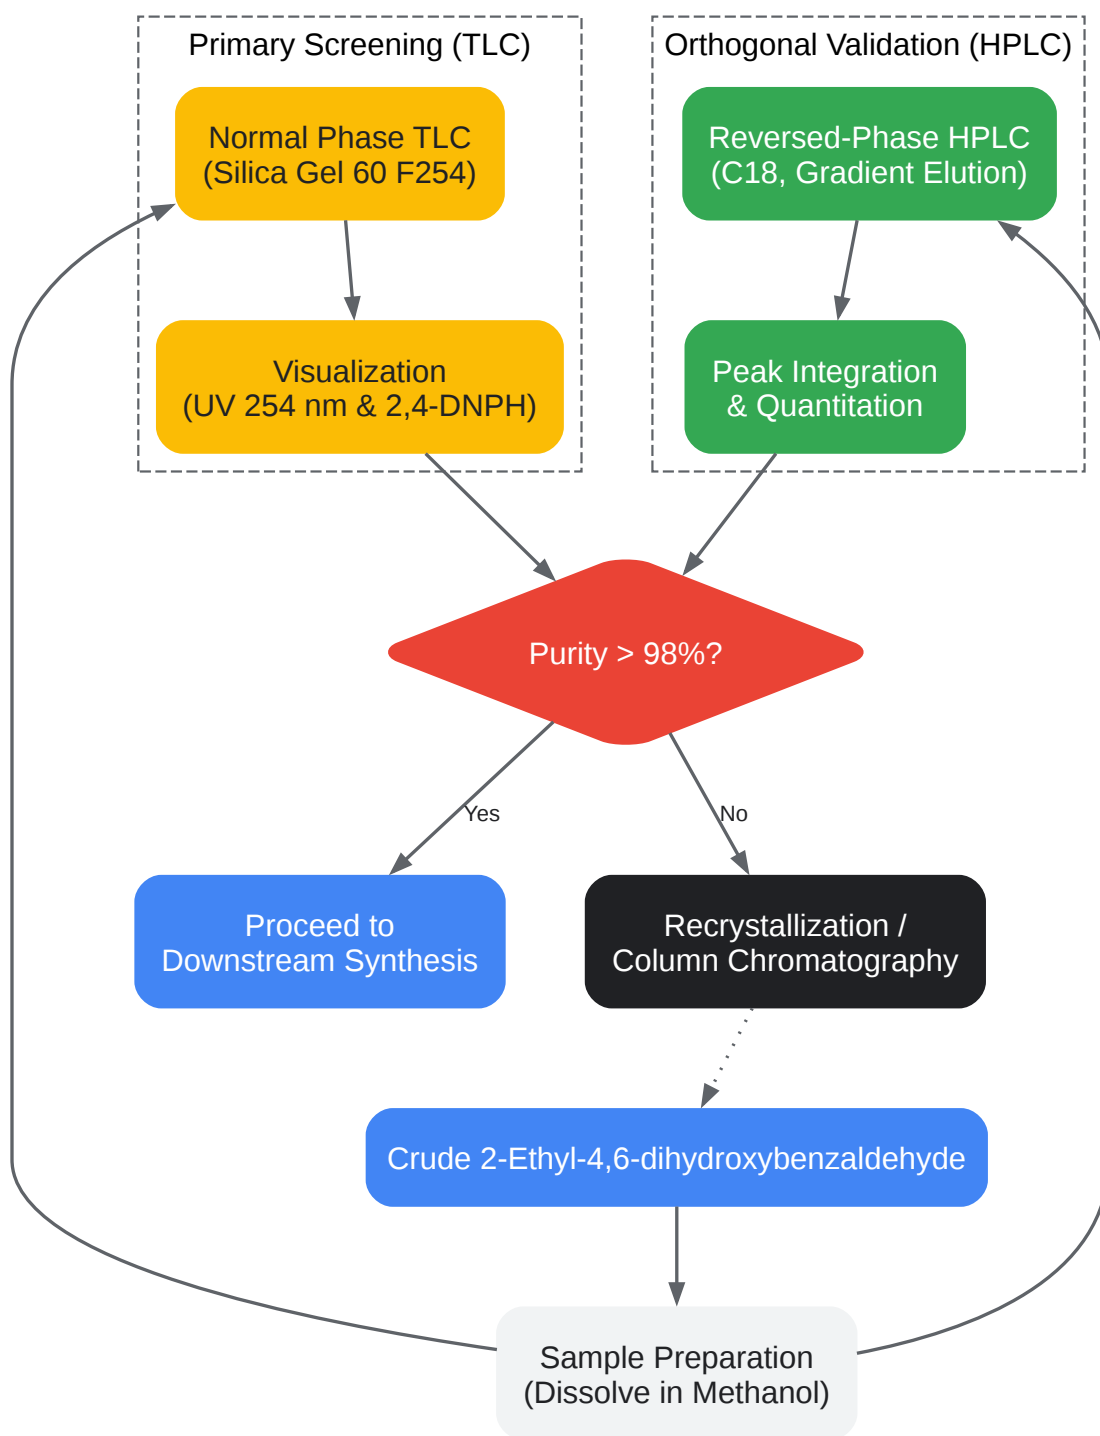 Primary Screening (TLC)
Normal Phase TLC
(Silica Gel 60 F254)
Visualization
(UV 254 nm & 2,4-DNPH)
Orthogonal Validation (HPLC)
Reversed-Phase HPLC
(C18, Gradient Elution)
Peak Integration
& Quantitation
Purity > 98%?
Yes
No
Proceed to
Downstream Synthesis
Recrystallization /
Column Chromatography
Crude 2-Ethyl-4,6-dihydroxybenzaldehyde
Sample Preparation
(Dissolve in Methanol)